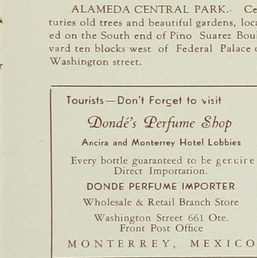 ALAMEDA CENTRAL PARK. Ce
turies old trees and beautiful gardens, loca
ed on the South end of Pino Suarez Boul
vard ten blocks west of Federal Palace o
Washington street.
Tourists—Don't Forget to visit
Dondé's Perfume Shop
Ancira and Monterrey Hotel Lobbies
Every bottle guaranteed to be genuine
Direct Importation.
DONDE PERFUME IMPORTER
Wholesale & Retail Branch Store
Washington Street 661 Ote.
Front Post Office
MONTERREY, MEXICO